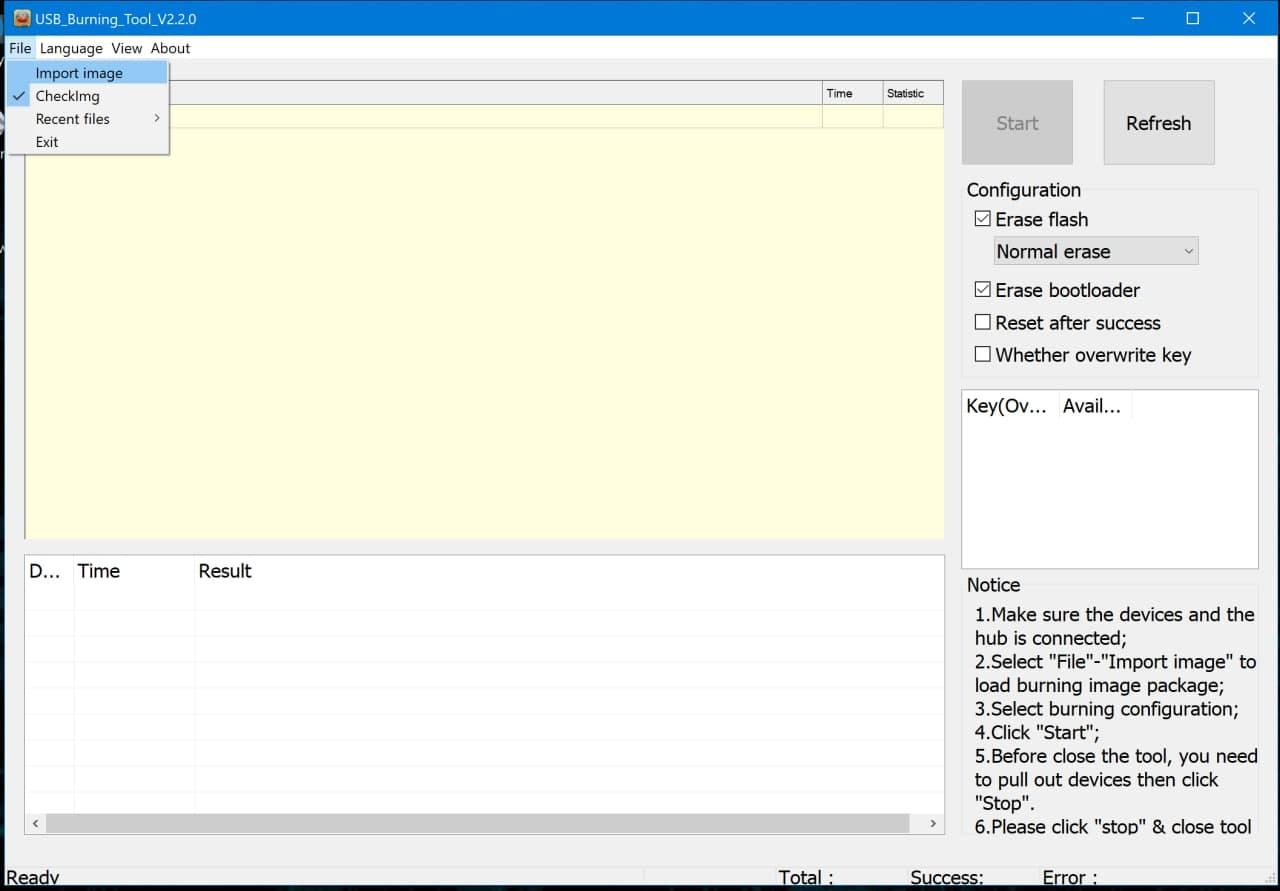 USB_Burning_Tool_V2.2.0
File Language View About
Import image
CheckImg
Recent files
Exit
Time Statistic
Start
Refresh
Configuration
Erase flash
Normal erase
Erase bootloader
Reset after success
Whether overwrite key
Key(Ov... Avail...
D... Time Result
Notice
1.Make sure the devices and the
hub is connected;
2.Select "File"-"Import image" to
load burning image package;
3.Select burning configuration;
4.Click "Start";
5.Before close the tool, you need
to pull out devices then click
"Stop".
6.Please click "stop" & close tool
Ready Total : Success: Error :